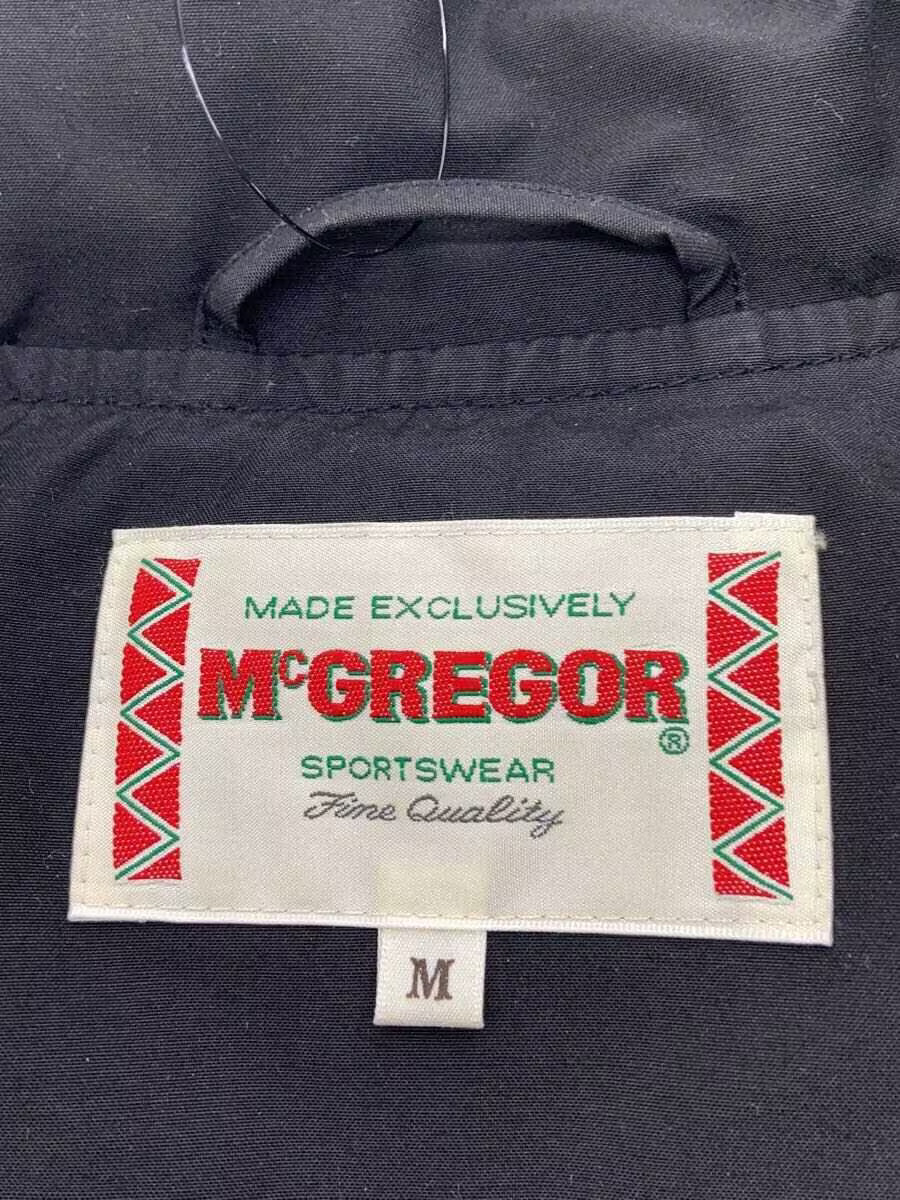 MADE EXCLUSIVELY
McGREGOR®
SPORTSWEAR
Fine Quality
M